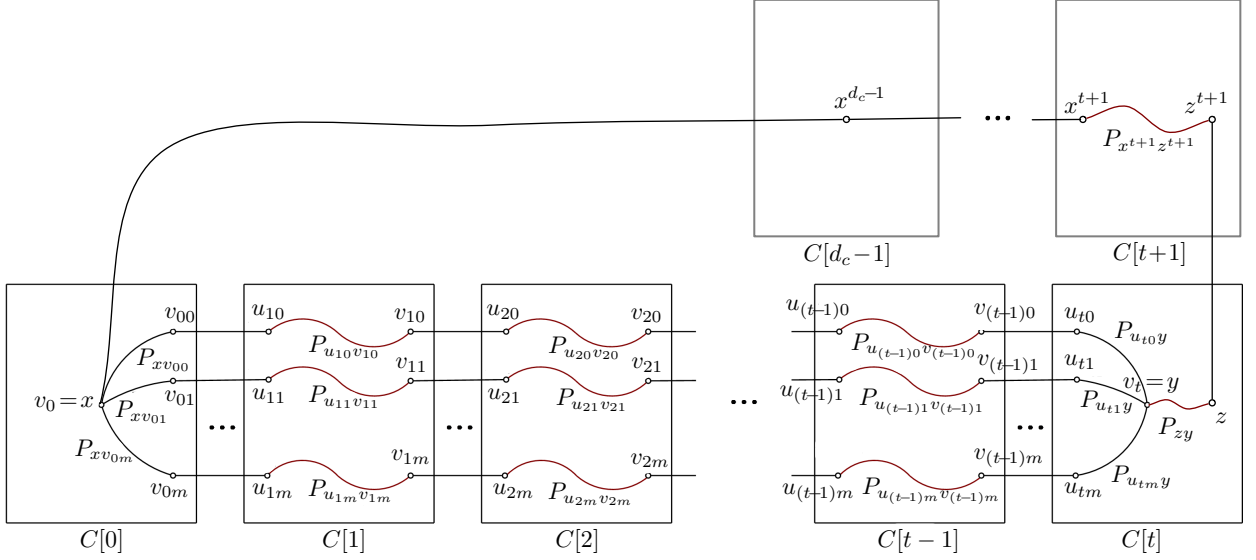 x^{d_c-1} ... x^{t+1} z^{t+1}
P_{x^{t+1}z^{t+1}}
C[d_c-1] C[t+1]
v_{00} u_{10} v_{10} u_{20} v_{20} u_{(t-1)0} v_{(t-1)0} u_{t0}
P_{xv_{00}} P_{u_{10}v_{10}} P_{u_{20}v_{20}} P_{u_{(t-1)0}v_{(t-1)0}} P_{u_{t0}y}
v_{01} u_{11} v_{11} u_{21} v_{21} u_{(t-1)1} v_{(t-1)1} u_{t1}
v_0=x P_{xv_{01}} P_{u_{11}v_{11}} P_{u_{21}v_{21}} P_{u_{(t-1)1}v_{(t-1)1}} P_{u_{t1}y} v_t=y P_{zy} z
... ... ... ...
P_{xv_{0m}} P_{u_{1m}v_{1m}} P_{u_{2m}v_{2m}} P_{u_{(t-1)m}v_{(t-1)m}} P_{u_{tm}y}
v_{0m} u_{1m} v_{1m} u_{2m} v_{2m} u_{(t-1)m} v_{(t-1)m} u_{tm}
C[0] C[1] C[2] C[t-1] C[t]